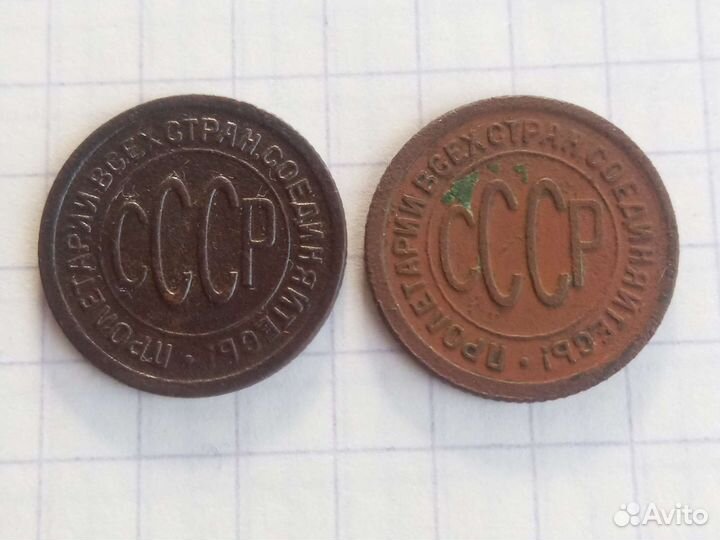 ПРОЛЕТАРИИ ВСЕХ СТРАН, СОЕДИНЯЙТЕСЬ!
СССР
ПРОЛЕТАРИИ ВСЕХ СТРАН, СОЕДИНЯЙТЕСЬ!
СССР
Avito